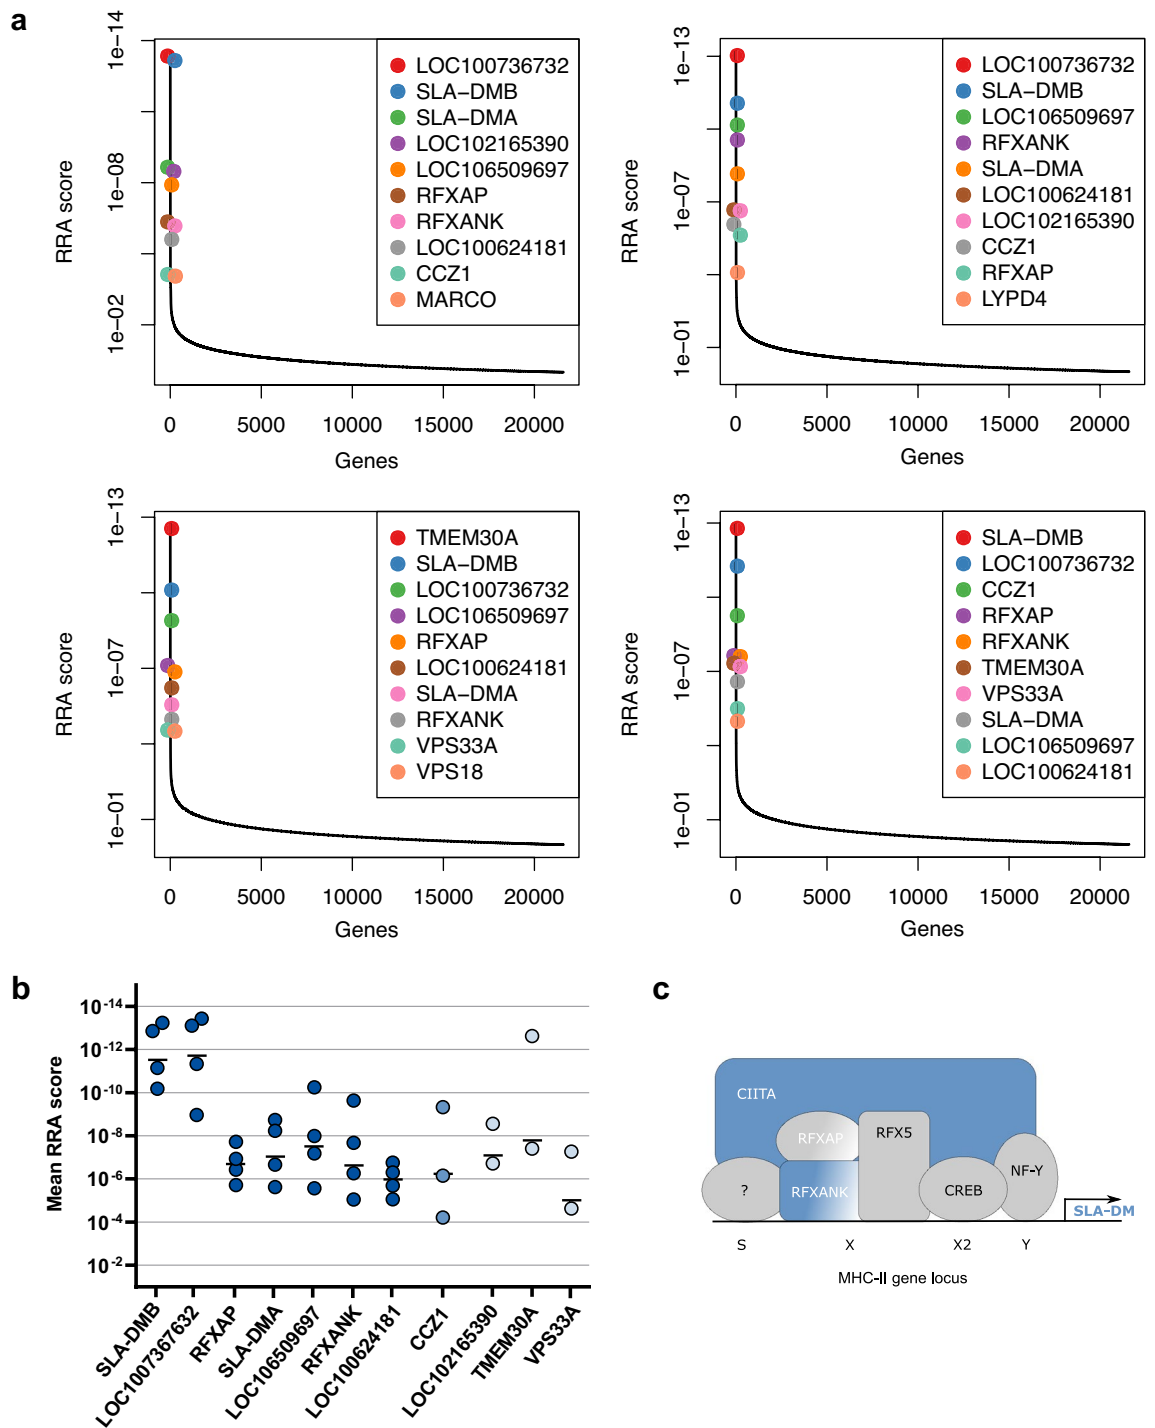 a
RRA score
1e−14
1e−08
1e−02
0
5000
10000
15000
20000
Genes
LOC100736732
SLA−DMB
SLA−DMA
LOC102165390
LOC106509697
RFXAP
RFXANK
LOC100624181
CCZ1
MARCO
RRA score
1e−13
1e−07
1e−01
0
5000
10000
15000
20000
Genes
LOC100736732
SLA−DMB
LOC106509697
RFXANK
SLA−DMA
LOC100624181
LOC102165390
CCZ1
RFXAP
LYPD4
RRA score
1e−13
1e−07
1e−01
0
5000
10000
15000
20000
Genes
TMEM30A
SLA−DMB
LOC100736732
LOC106509697
RFXAP
LOC100624181
SLA−DMA
RFXANK
VPS33A
VPS18
RRA score
1e−13
1e−07
1e−01
0
5000
10000
15000
20000
Genes
SLA−DMB
LOC100736732
CCZ1
RFXAP
RFXANK
TMEM30A
VPS33A
SLA−DMA
LOC106509697
LOC100624181
b
Mean RRA score
10-14
10-12
10-10
10-8
10-6
10-4
10-2
SLA-DMB
LOC1007367632
RFXAP
SLA-DMA
LOC106509697
RFXANK
LOC100624181
CCZ1
LOC102165390
TMEM30A
VPS33A
c
CIITA
RFXAP
RFX5
?
RFXANK
CREB
NF-Y
SLA-DM
S
X
X2
Y
MHC-II gene locus